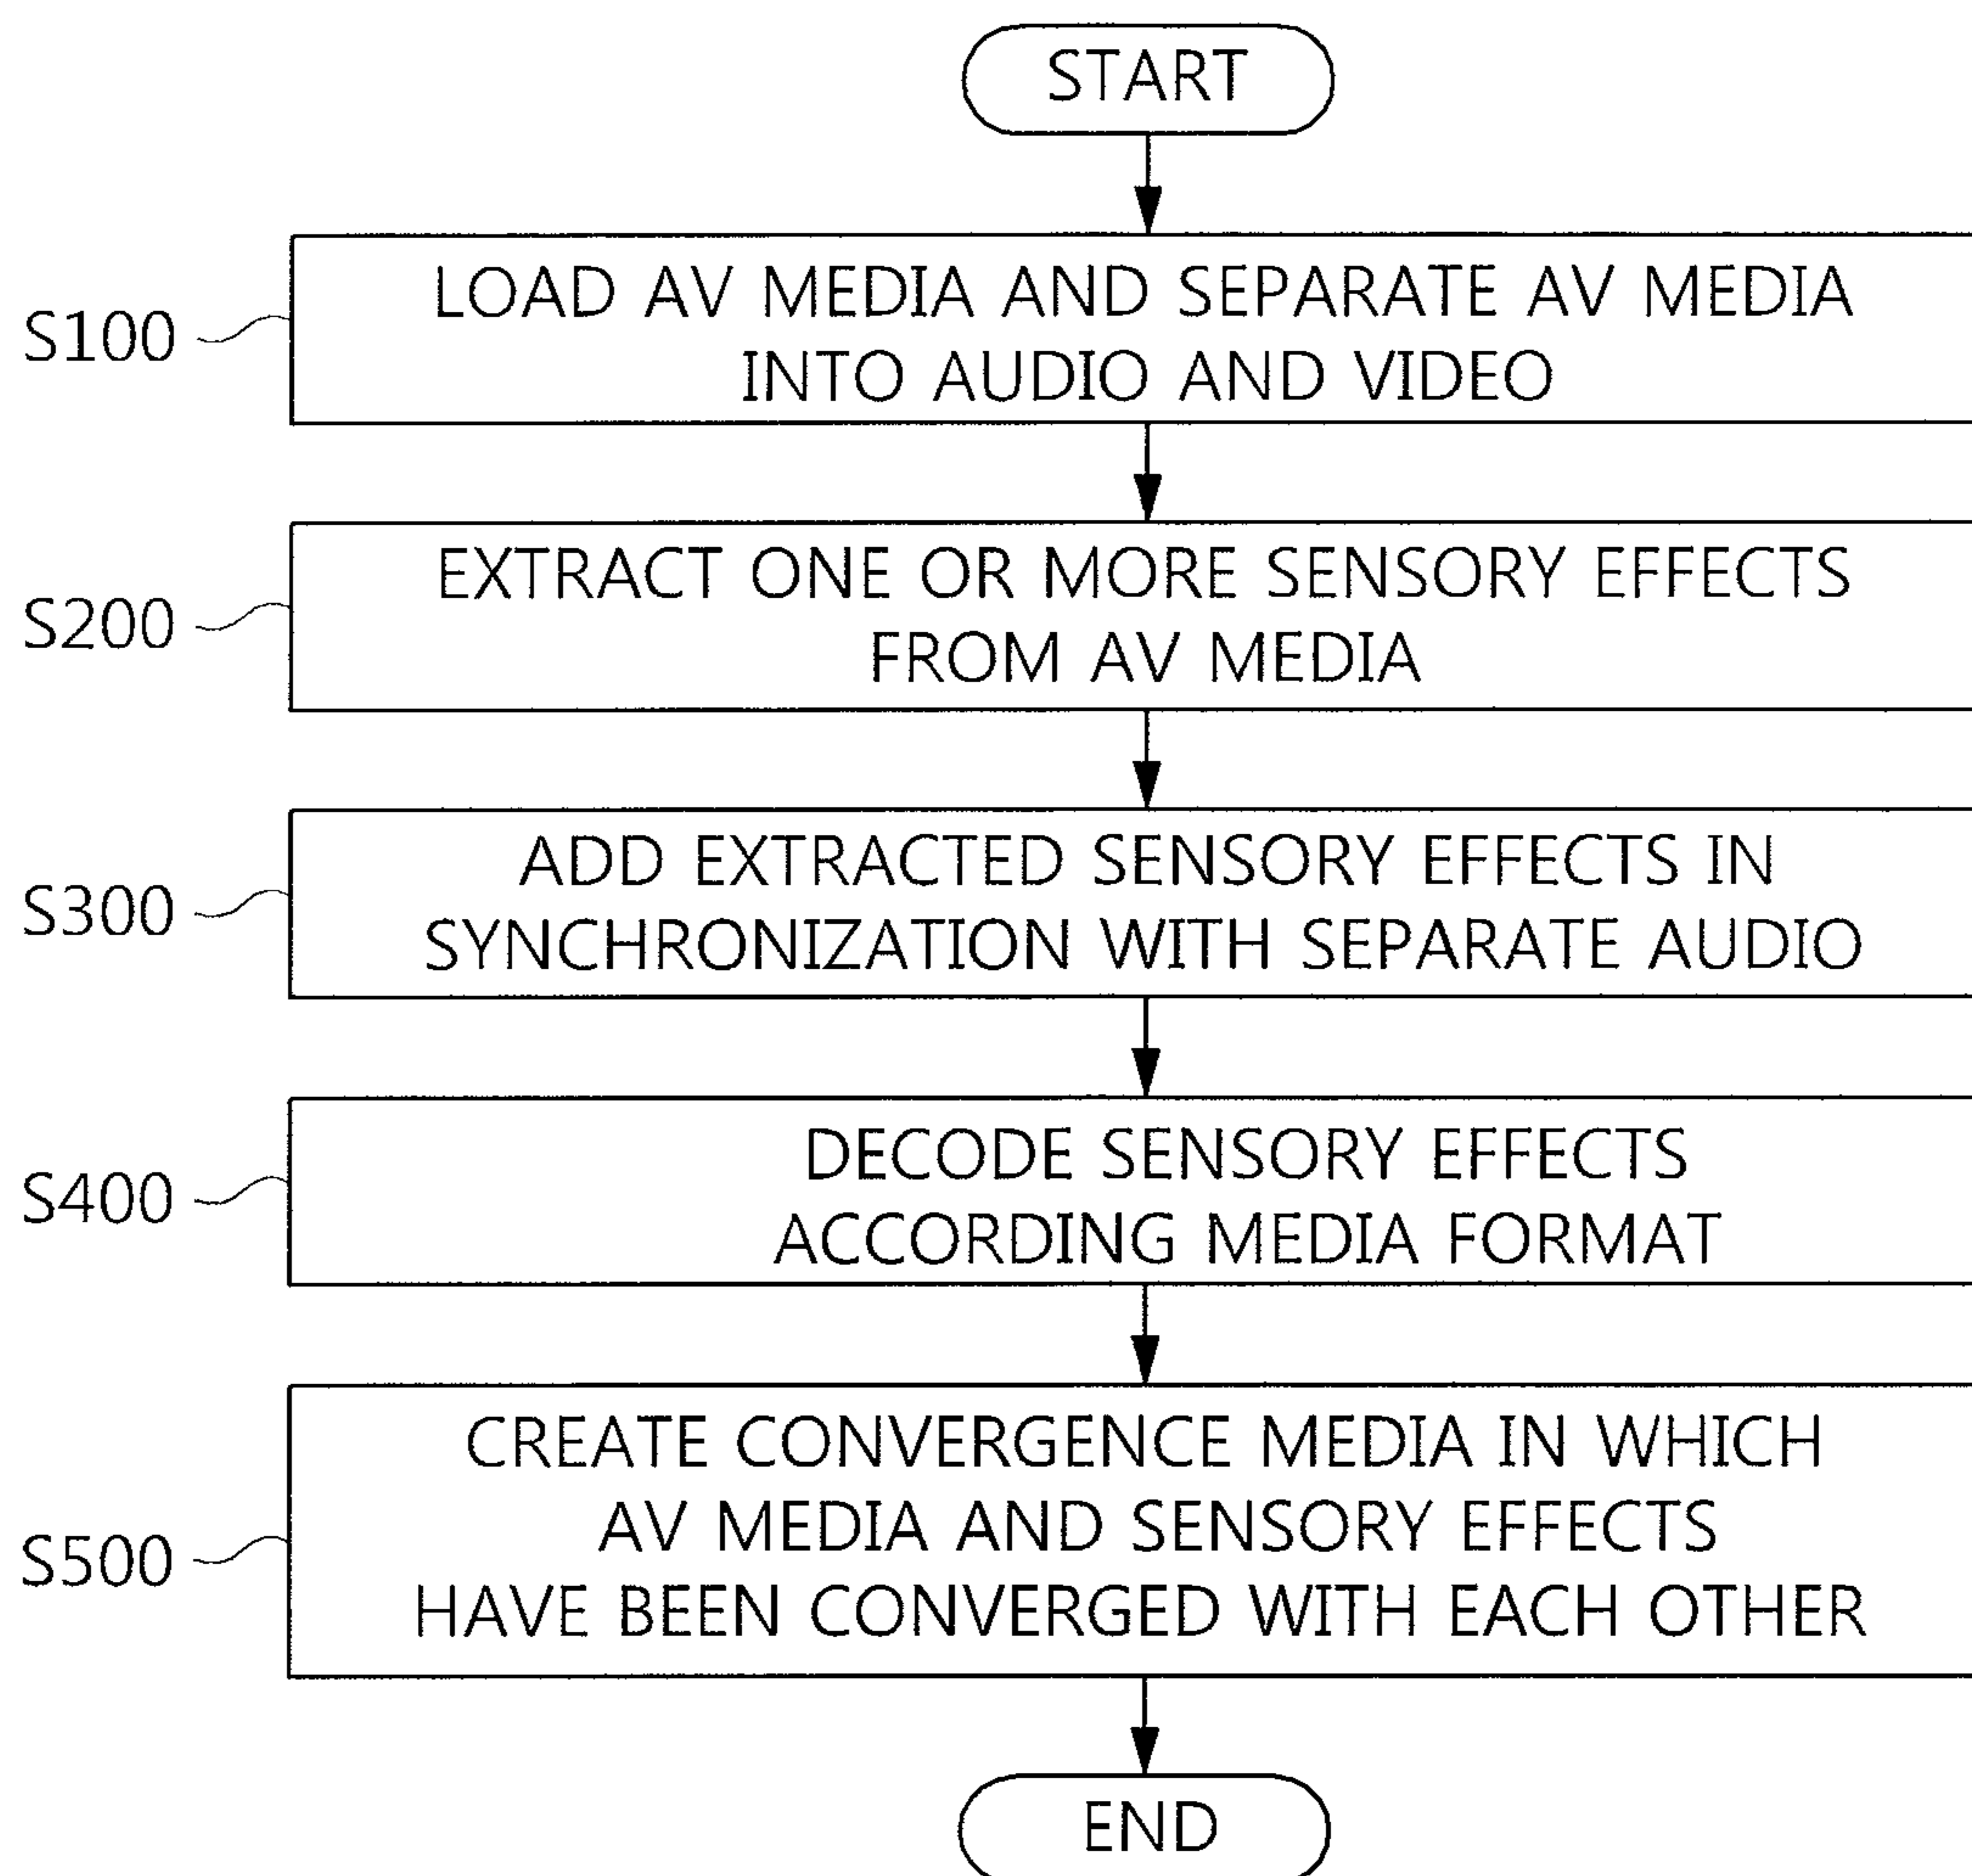 START
S100
LOAD AV MEDIA AND SEPARATE AV MEDIA
INTO AUDIO AND VIDEO
S200
EXTRACT ONE OR MORE SENSORY EFFECTS
FROM AV MEDIA
S300
ADD EXTRACTED SENSORY EFFECTS IN
SYNCHRONIZATION WITH SEPARATE AUDIO
S400
DECODE SENSORY EFFECTS
ACCORDING MEDIA FORMAT
S500
CREATE CONVERGENCE MEDIA IN WHICH
AV MEDIA AND SENSORY EFFECTS
HAVE BEEN CONVERGED WITH EACH OTHER
END